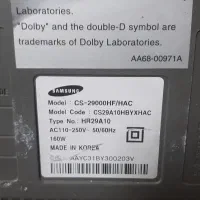 Laboratories.
"Dolby" and the double-D symbol are
trademarks of Dolby Laboratories.
AA68-00971A
SAMSUNG
Model : CS-29000HF/HAC
Model Code : CS29A10HBYXHAC
Type No. : HR29A10
AC110-250V~ 50/60Hz
160W
MADE IN KOREA